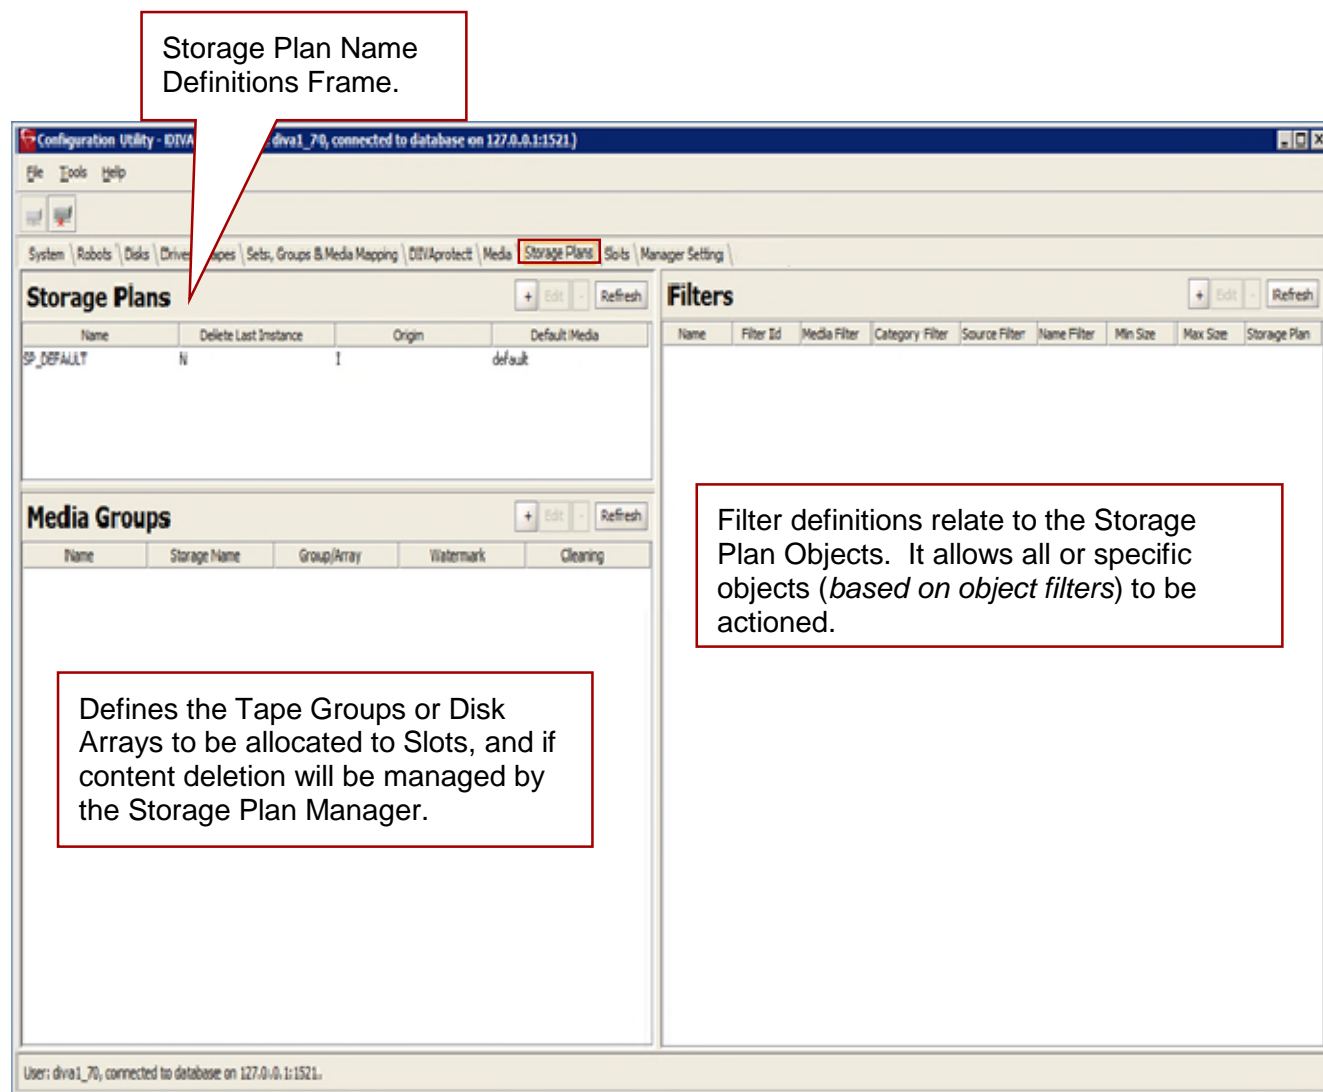 Storage Plan Name
Definitions Frame.
Configuration Utility - (DIVA diva1_70, connected to database on 127.0.0.1:1521.)
File Tools Help
System Robots Disks Drives apes Sets, Groups & Media Mapping DIVAprotect Media Storage Plans Slots Manager Setting
Storage Plans + Edit - Refresh
Name Delete Last Instance Origin Default Media
SP_DEFAULT N I default
Filters + Edit - Refresh
Name Filter Id Media Filter Category Filter Source Filter Name Filter Min Size Max Size Storage Plan
Media Groups + Edit - Refresh
Name Storage Name Group/Array Watermark Cleaning
Filter definitions relate to the Storage
Plan Objects. It allows all or specific
objects (based on object filters) to be
actioned.
Defines the Tape Groups or Disk
Arrays to be allocated to Slots, and if
content deletion will be managed by
the Storage Plan Manager.
User: diva1_70, connected to database on 127.0.0.1:1521.